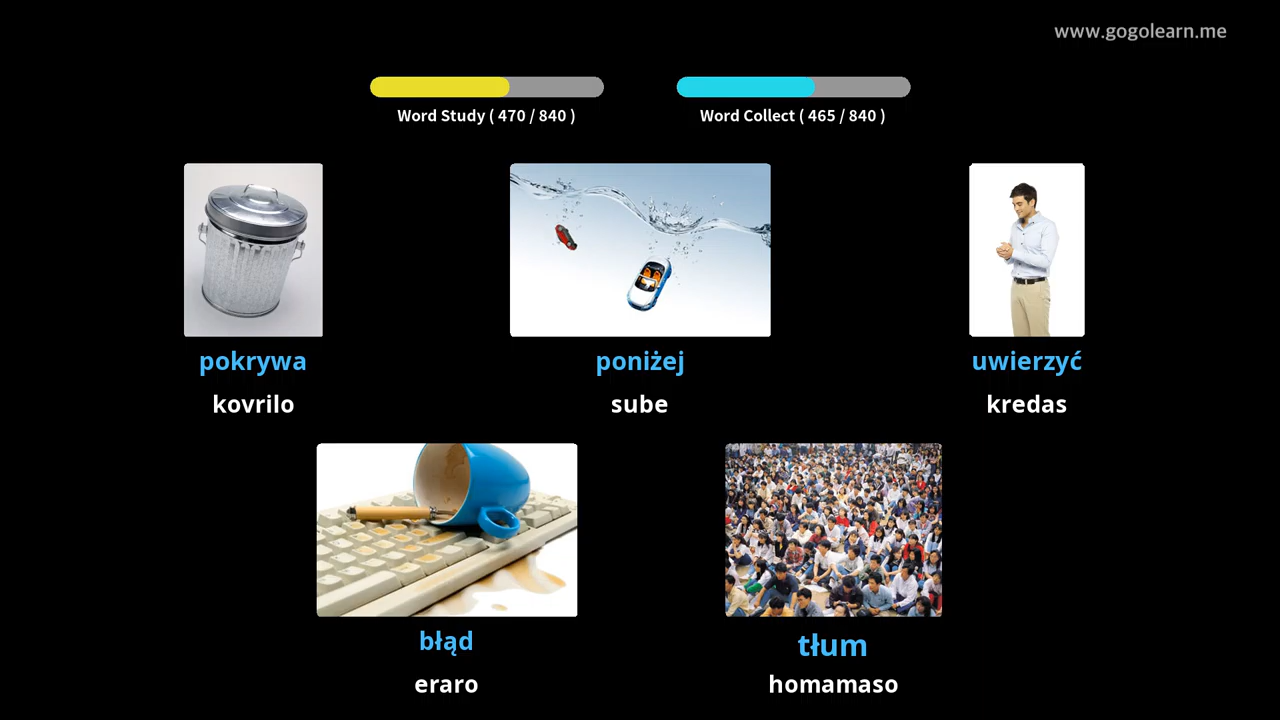 www.gogolearn.me
Word Study ( 470 / 840 )
Word Collect ( 465 / 840 )
pokrywa
kovrilo
poniżej
sube
uwierzyć
kredas
błąd
eraro
tłum
homamaso